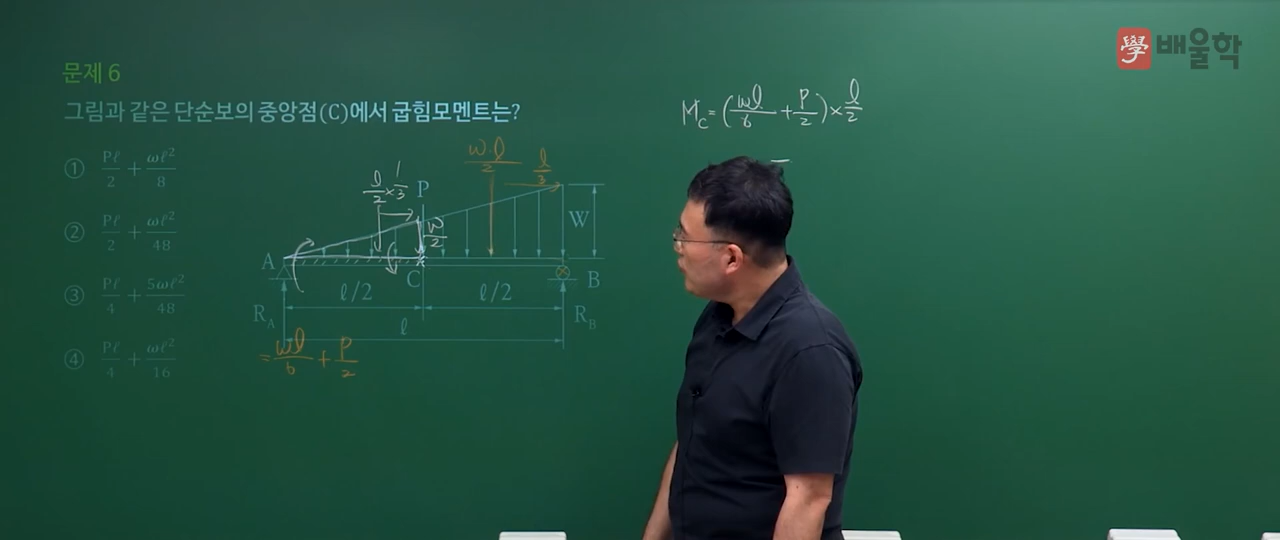 學 배울학
문제 6
그림과 같은 단순보의 중앙점(C)에서 굽힘모멘트는?
① Pℓ/2 + ωℓ²/8
② Pℓ/2 + ωℓ²/48
③ Pℓ/4 + 5ωℓ²/48
④ Pℓ/4 + ωℓ²/16
w·l/2
l/3
l/2 × 1/3
P
W
w/2
A
C
B
ℓ/2
ℓ/2
R_A
R_B
ℓ
= wl/6 + P/2
M_C = (wl/6 + P/2) × l/2